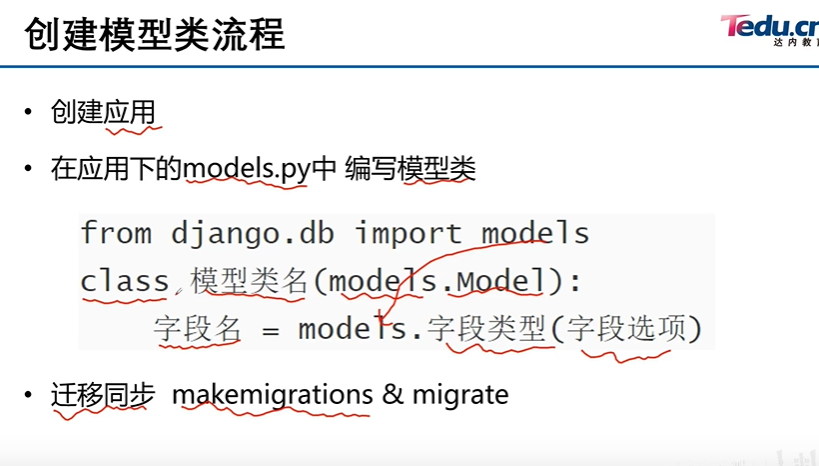 创建模型类流程
Tedu.cn
达内教育
• 创建应用
• 在应用下的models.py中 编写模型类
from django.db import models
class 模型类名(models.Model):
字段名 = models.字段类型(字段选项)
• 迁移同步 makemigrations & migrate